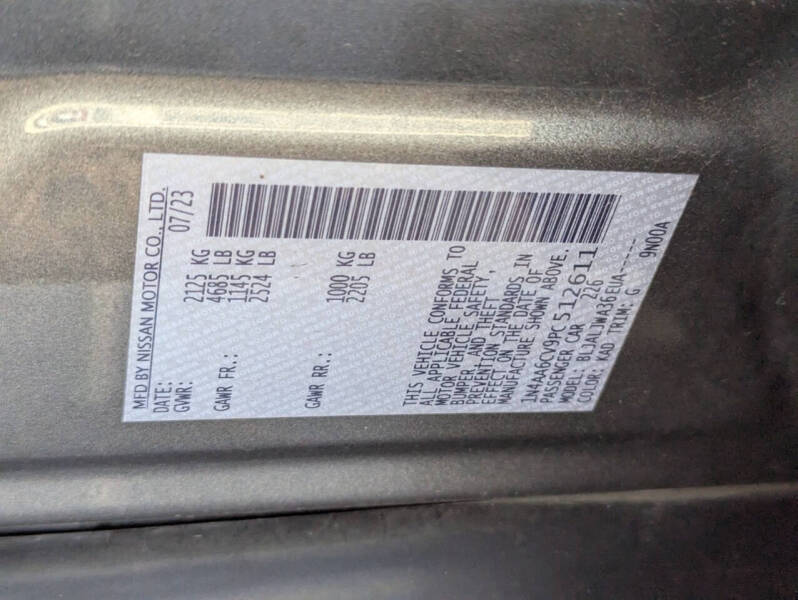 MFD BY NISSAN MOTOR CO., LTD.
DATE: 07/23
GVWR: 2125 KG
4685 LB
GAWR FR.: 1145 KG
2524 LB
GAWR RR.: 1000 KG
2205 LB
THIS VEHICLE CONFORMS TO
ALL APPLICABLE FEDERAL
MOTOR VEHICLE SAFETY,
BUMPER, AND THEFT
PREVENTION STANDARDS IN
EFFECT ON THE DATE OF
MANUFACTURE SHOWN ABOVE.
1N4AA6CV9PC512611
PASSENGER CAR 226
COLOR: KAD TRIM: G 9N00A